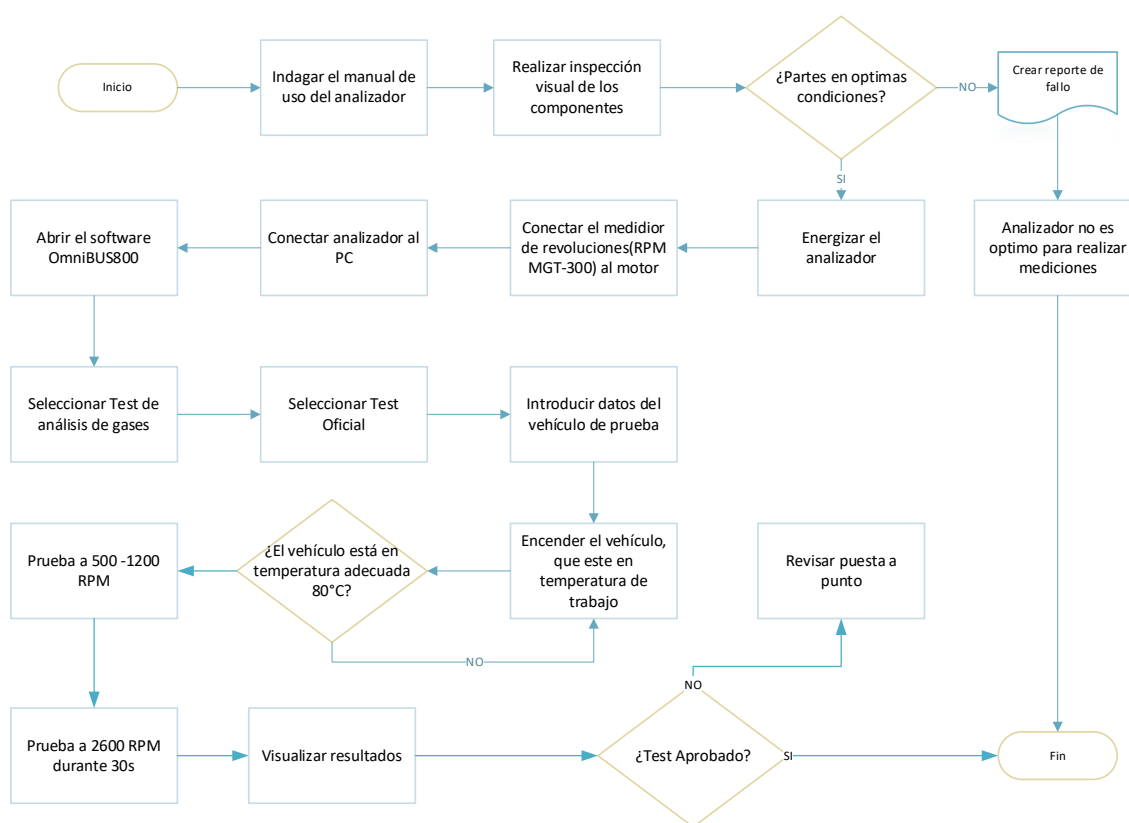 Inicio
Indagar el manual de
uso del analizador
Realizar inspección
visual de los
componentes
¿Partes en optimas
condiciones?
NO
Crear reporte de
fallo
SI
Abrir el software
OmniBUS800
Conectar analizador al
PC
Conectar el medidior
de revoluciones(RPM
MGT-300) al motor
Energizar el
analizador
Analizador no es
optimo para realizar
mediciones
Seleccionar Test de
análisis de gases
Seleccionar Test
Oficial
Introducir datos del
vehículo de prueba
Prueba a 500 -1200
RPM
¿El vehículo está en
temperatura adecuada
80°C?
Encender el vehículo,
que este en
temperatura de
trabajo
Revisar puesta a
punto
NO
NO
Prueba a 2600 RPM
durante 30s
Visualizar resultados
¿Test Aprobado?
SI
Fin